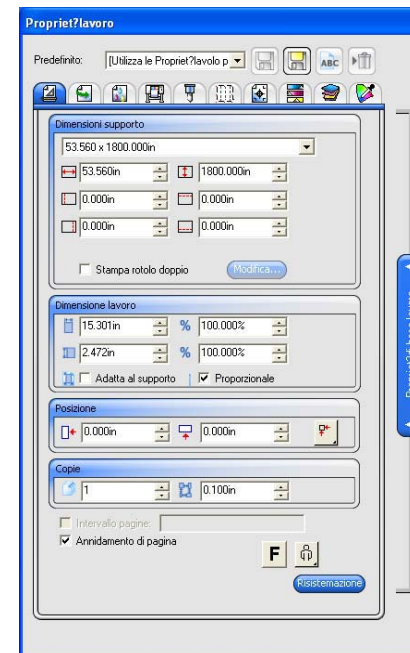 Propriet?lavoro
Predefinito: [Utilizza le Propriet?lavolo p
ABC
Dimensioni supporto
53.560 x 1800.000in
53.560in 1800.000in
0.000in 0.000in
0.000in 0.000in
Stampa rotolo doppio Modifica...
Dimensione lavoro
15.301in % 100.000%
2.472in % 100.000%
Adatta al supporto Proporzionale
Posizione
0.000in 0.000in
Copie
1 0.100in
Intervallo pagine:
Annidamento di pagina
F
Risistemazione